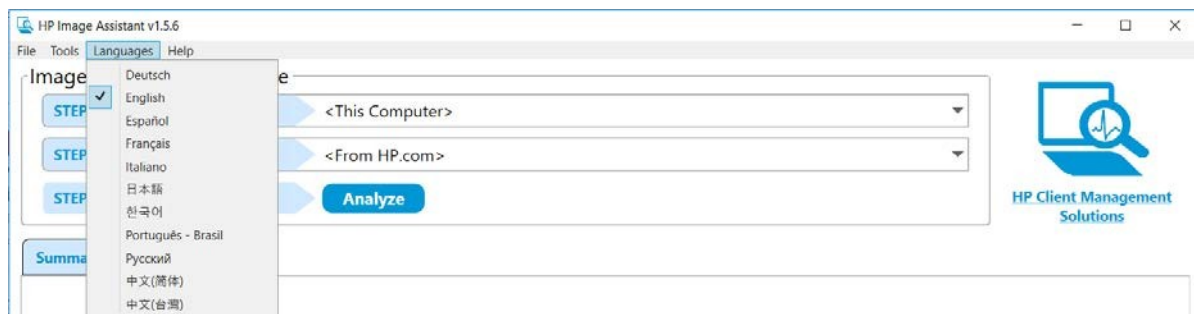 HP Image Assistant v1.5.6
File Tools Languages Help
Image
e
Deutsch
English
Español
Français
Italiano
日本語
한국어
Português - Brasil
Русский
中文(简体)
中文(台灣)
STEP
<This Computer>
STEP
<From HP.com>
STEP
Analyze
HP Client Management
Solutions
Summa